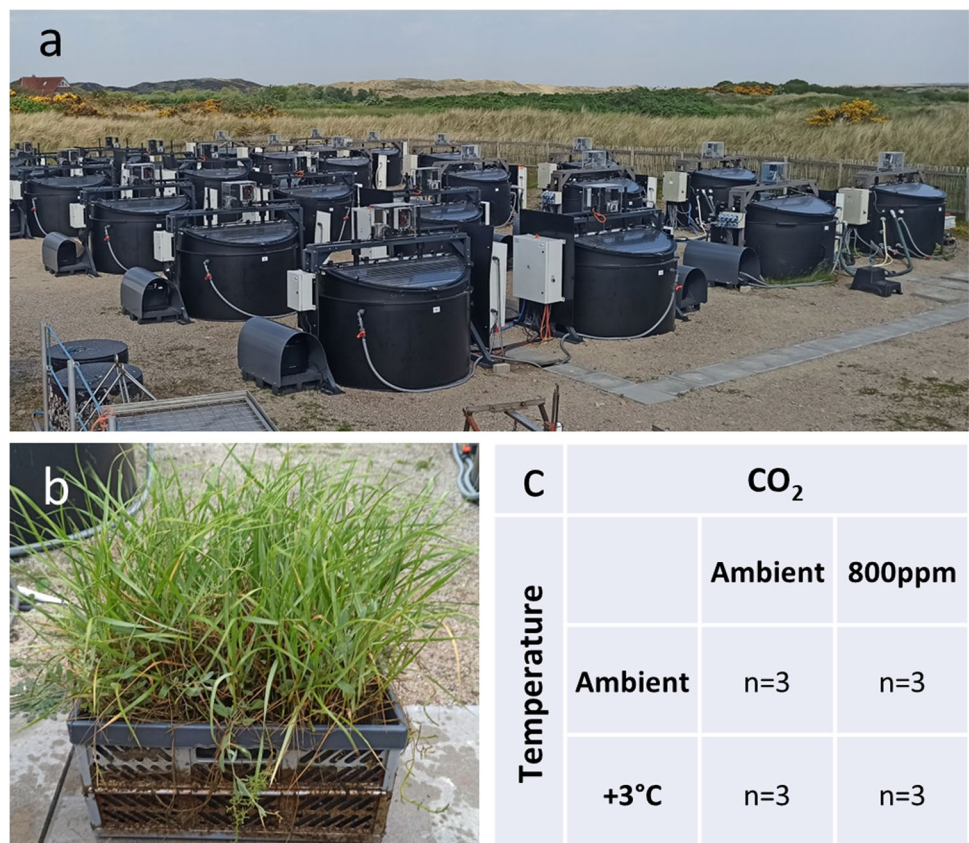 a
b
C
CO₂
Temperature
Ambient
800ppm
Ambient
n=3
n=3
+3°C
n=3
n=3